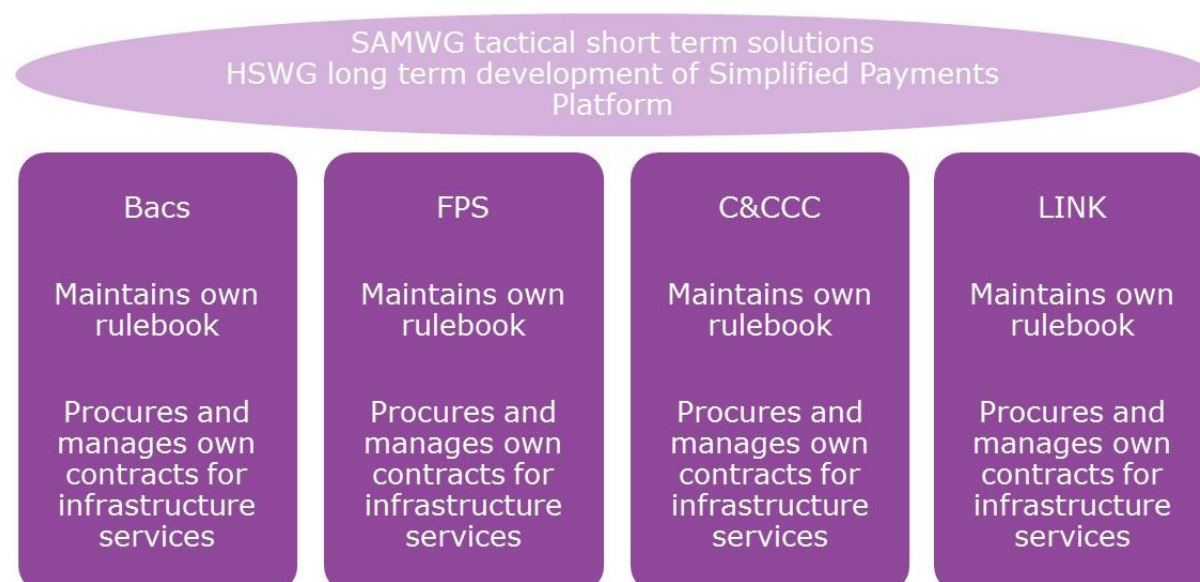 SAMWG tactical short term solutions
HSWG long term development of Simplified Payments
Platform
Bacs
Maintains own
rulebook
Procures and
manages own
contracts for
infrastructure
services
FPS
Maintains own
rulebook
Procures and
manages own
contracts for
infrastructure
services
C&CCC
Maintains own
rulebook
Procures and
manages own
contracts for
infrastructure
services
LINK
Maintains own
rulebook
Procures and
manages own
contracts for
infrastructure
services